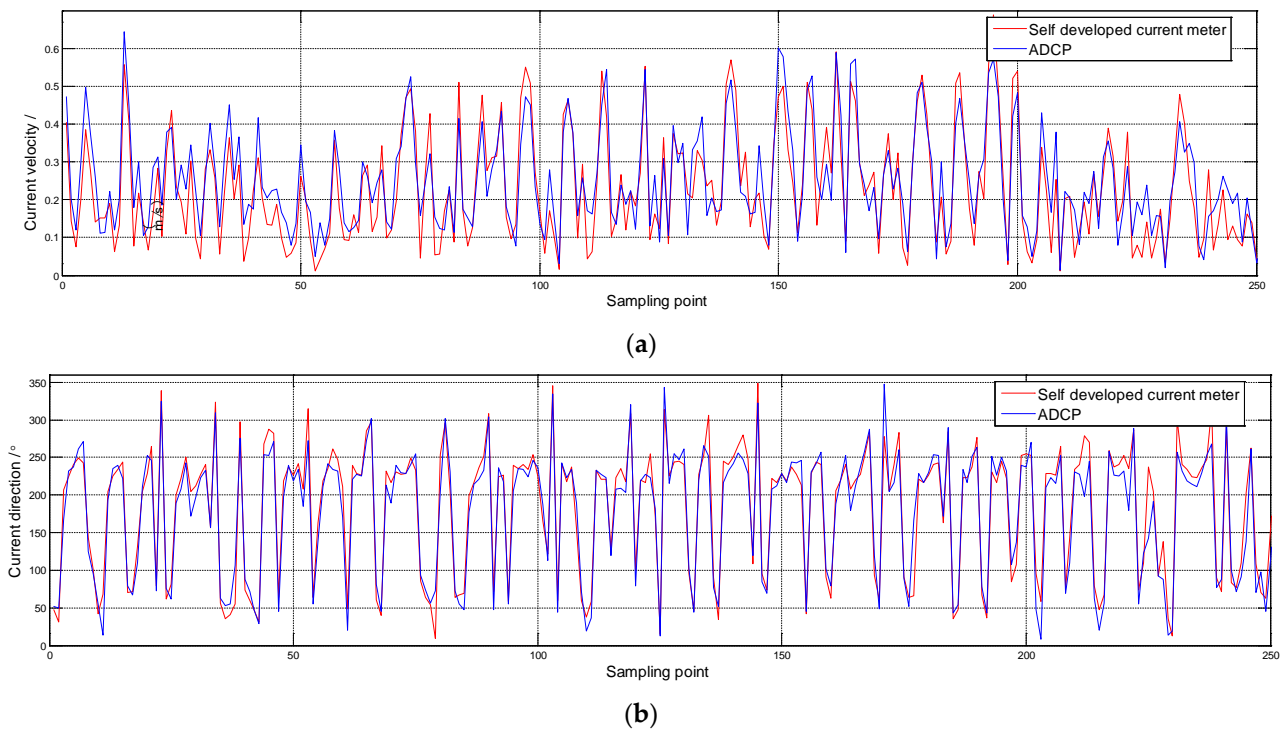 Self developed current meter
ADCP
0.6
0.5
0.4
0.3
0.2
0.1
0
Current velocity /
m/s)
0 50 100 150 200 250
Sampling point
(a)
350
300
250
200
150
100
50
0
Current direction /°
Self developed current meter
ADCP
0 50 100 150 200 250
Sampling point
(b)